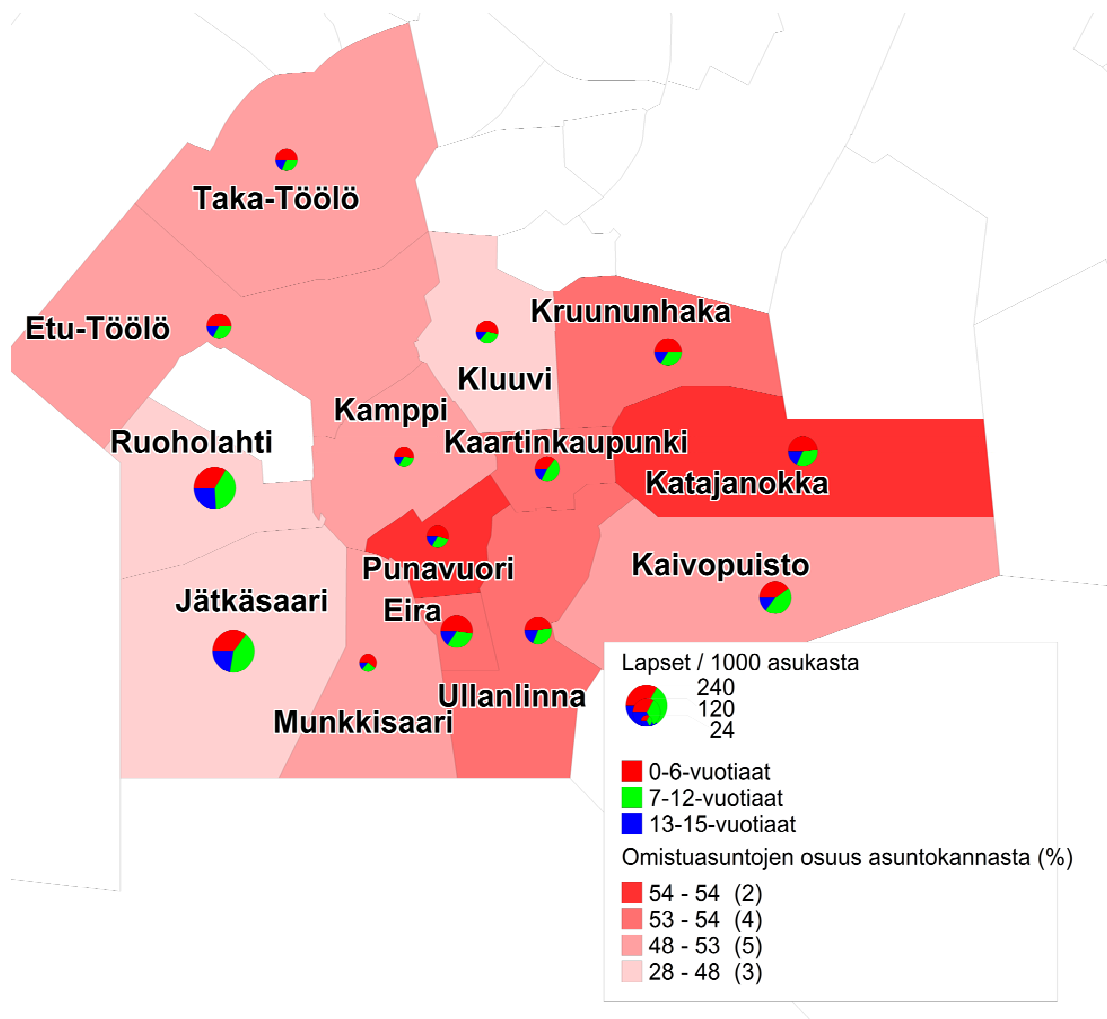 Taka-Töölö
Etu-Töölö
Kruununhaka
Kluuvi
Kamppi
Ruoholahti
Kaartinkaupunki
Katajanokka
Punavuori
Kaivopuisto
Jätkäsaari
Eira
Ullanlinna
Munkkisaari
Lapset / 1000 asukasta
240
120
24
0-6-vuotiaat
7-12-vuotiaat
13-15-vuotiaat
Omistuasuntojen osuus asuntokannasta (%)
54 - 54 (2)
53 - 54 (4)
48 - 53 (5)
28 - 48 (3)